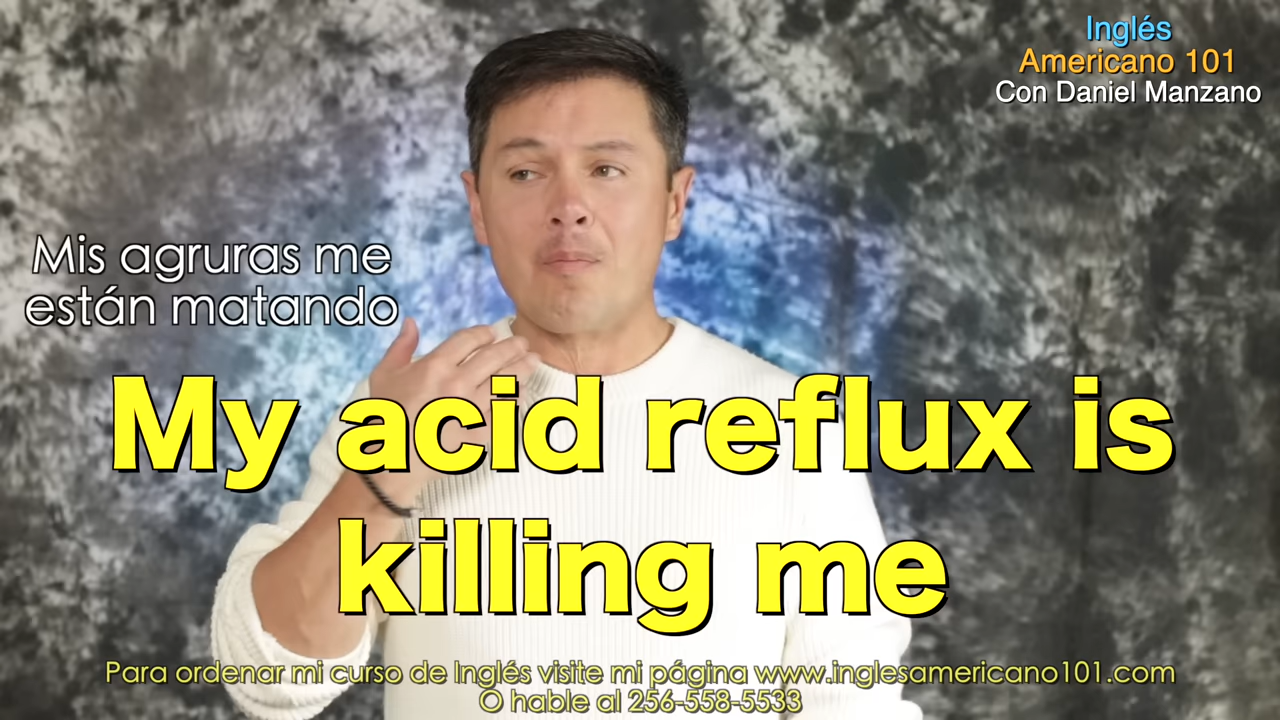 Inglés
Americano 101
Con Daniel Manzano
Mis agruras me
están matando
My acid reflux is
killing me
Para ordenar mi curso de Inglés visite mi página www.inglesamericano101.com
O hable al 256-558-5533